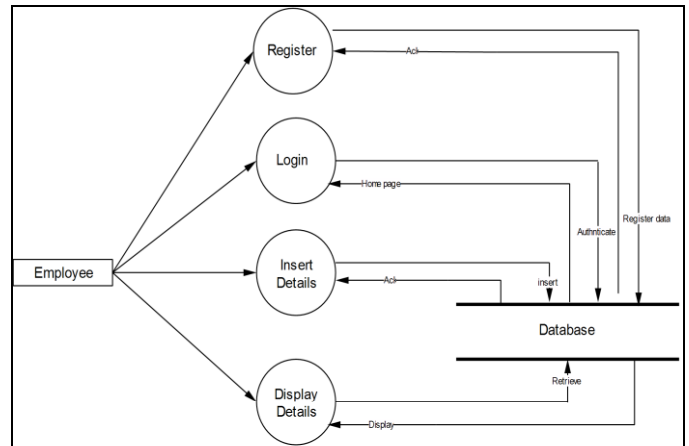 Register
Ack
Login
Home page
Register data
Authnticate
Employee
Insert
Details
insert
Ack
Database
Retrieve
Display
Details
Display